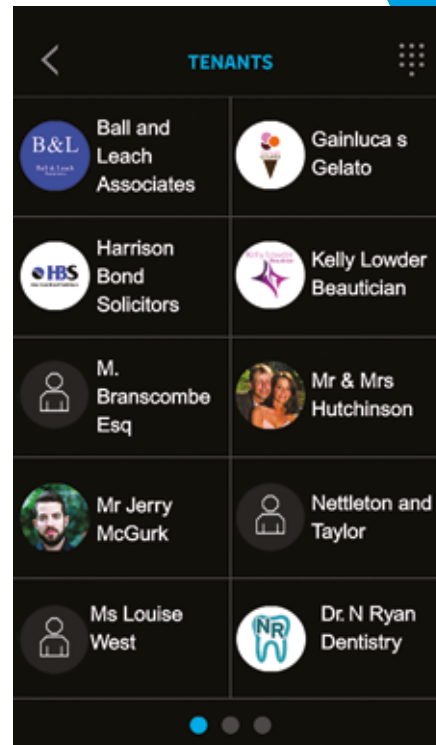 TENANTS
B&L
Ball and
Leach
Associates
Gainluca s
Gelato
HBS
Harrison
Bond
Solicitors
Kelly Lowder
Beautician
M.
Branscombe
Esq
Mr & Mrs
Hutchinson
Mr Jerry
McGurk
Nettleton and
Taylor
Ms Louise
West
NR
Dr. N Ryan
Dentistry